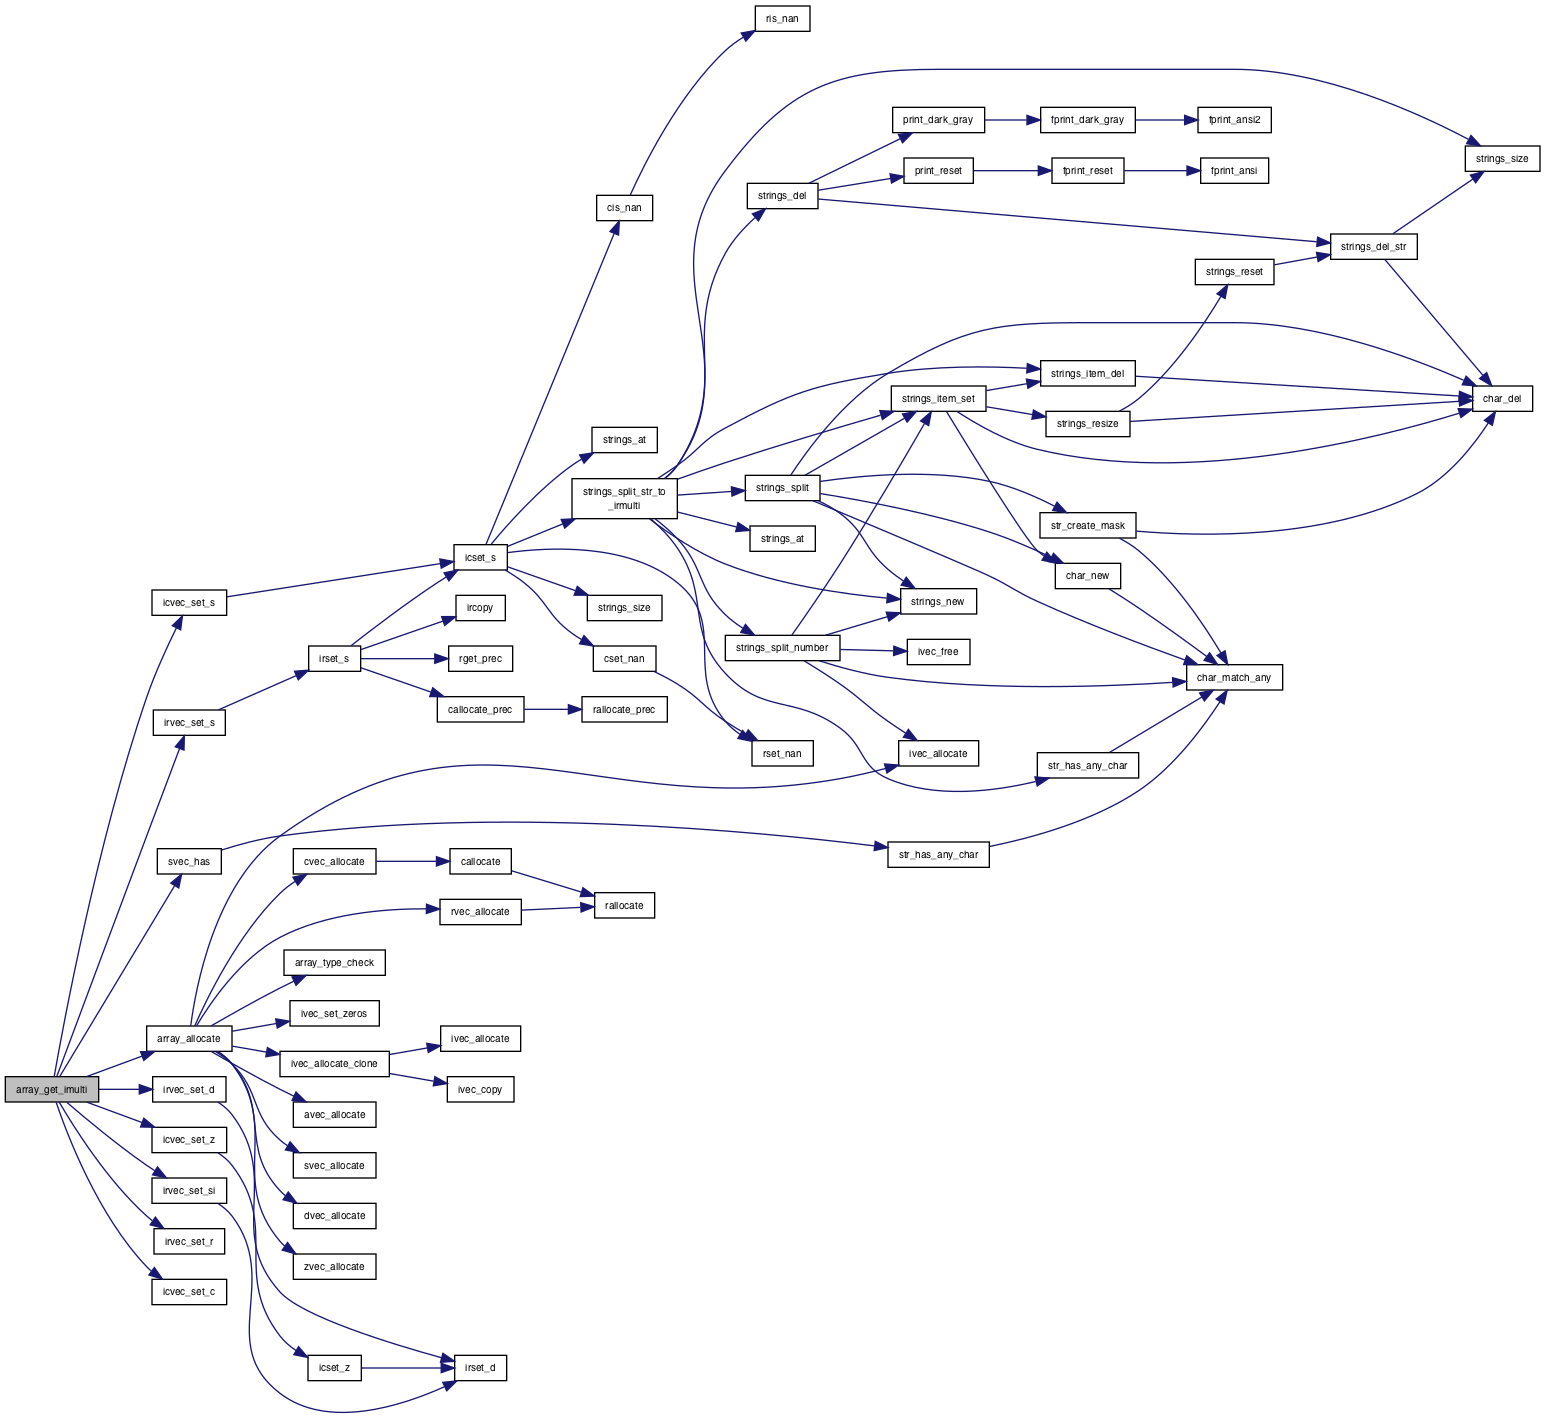 ris_nan
print_dark_gray
fprint_dark_gray
fprint_ansi2
strings_size
print_reset
fprint_reset
fprint_ansi
strings_del
cis_nan
strings_del_str
strings_reset
strings_item_del
strings_item_set
char_del
strings_resize
strings_at
strings_split
strings_split_str_to
_irmulti
str_create_mask
strings_at
icset_s
char_new
icvec_set_s
ircopy
strings_size
strings_new
strings_split_number
ivec_free
irset_s
rget_prec
cset_nan
char_match_any
callocate_prec
rallocate_prec
irvec_set_s
rset_nan
ivec_allocate
str_has_any_char
svec_has
cvec_allocate
callocate
str_has_any_char
rvec_allocate
rallocate
array_type_check
ivec_set_zeros
array_allocate
ivec_allocate
ivec_allocate_clone
array_get_imulti
irvec_set_d
ivec_copy
avec_allocate
icvec_set_z
svec_allocate
irvec_set_si
dvec_allocate
irvec_set_r
zvec_allocate
icvec_set_c
icset_z
irset_d